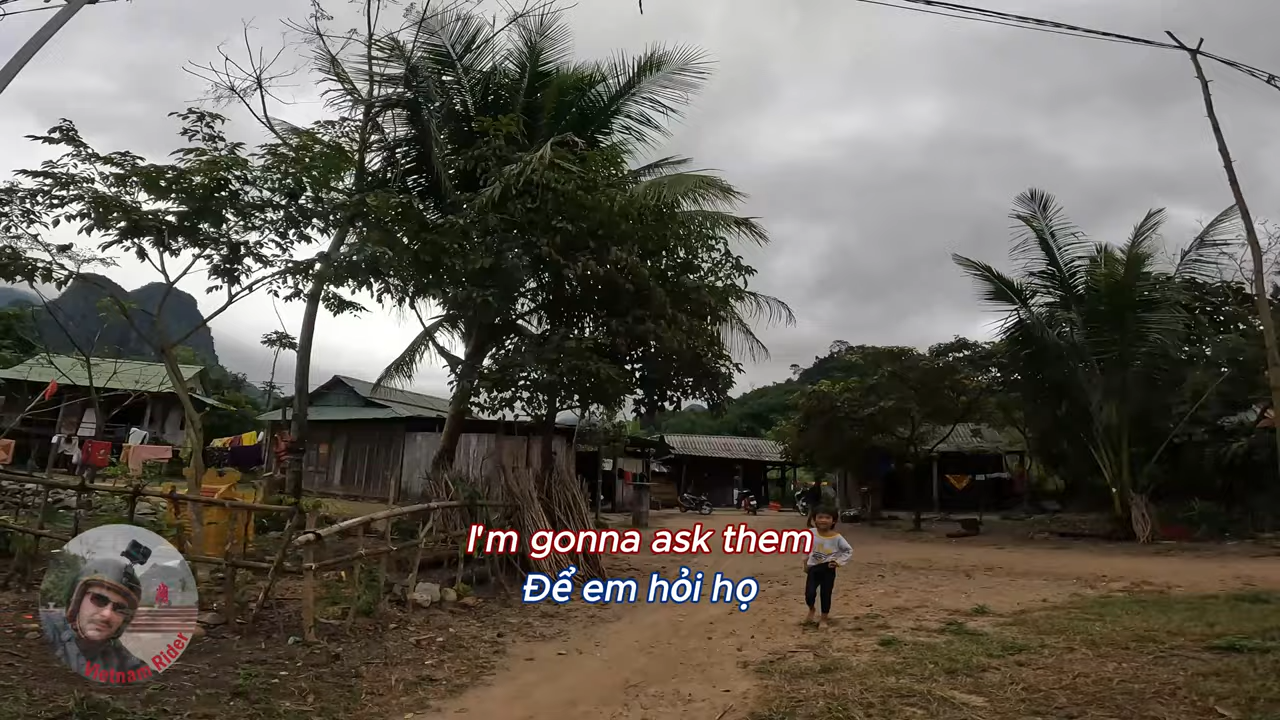 I'm gonna ask them
Để em hỏi họ
Vietnam Rider